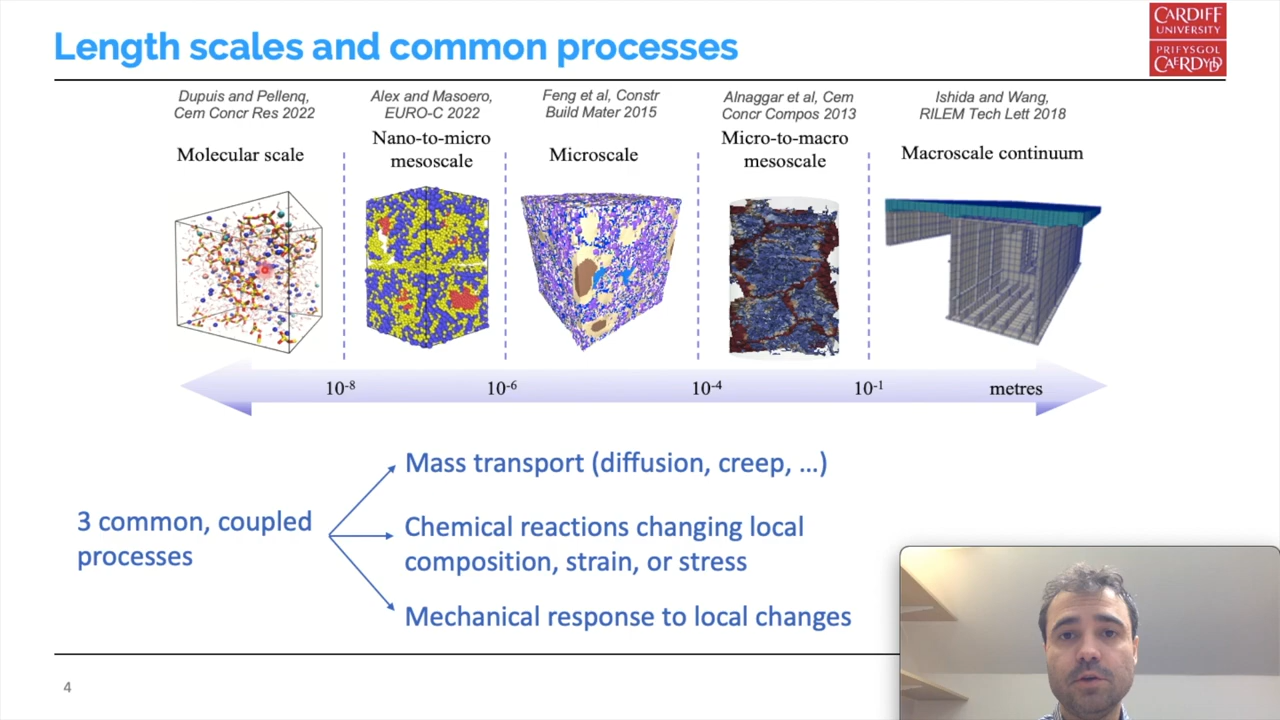 Length scales and common processes
CARDIFF
UNIVERSITY
PRIFYSGOL
CAERDYDD
Dupuis and Pellenq,
Cem Concr Res 2022
Alex and Masoero,
EURO-C 2022
Feng et al, Constr
Build Mater 2015
Alnaggar et al, Cem
Concr Compos 2013
Ishida and Wang,
RILEM Tech Lett 2018
Molecular scale
Nano-to-micro
mesoscale
Microscale
Micro-to-macro
mesoscale
Macroscale continuum
10⁻⁸
10⁻⁶
10⁻⁴
10⁻¹
metres
3 common, coupled
processes
Mass transport (diffusion, creep, ...)
Chemical reactions changing local
composition, strain, or stress
Mechanical response to local changes
4